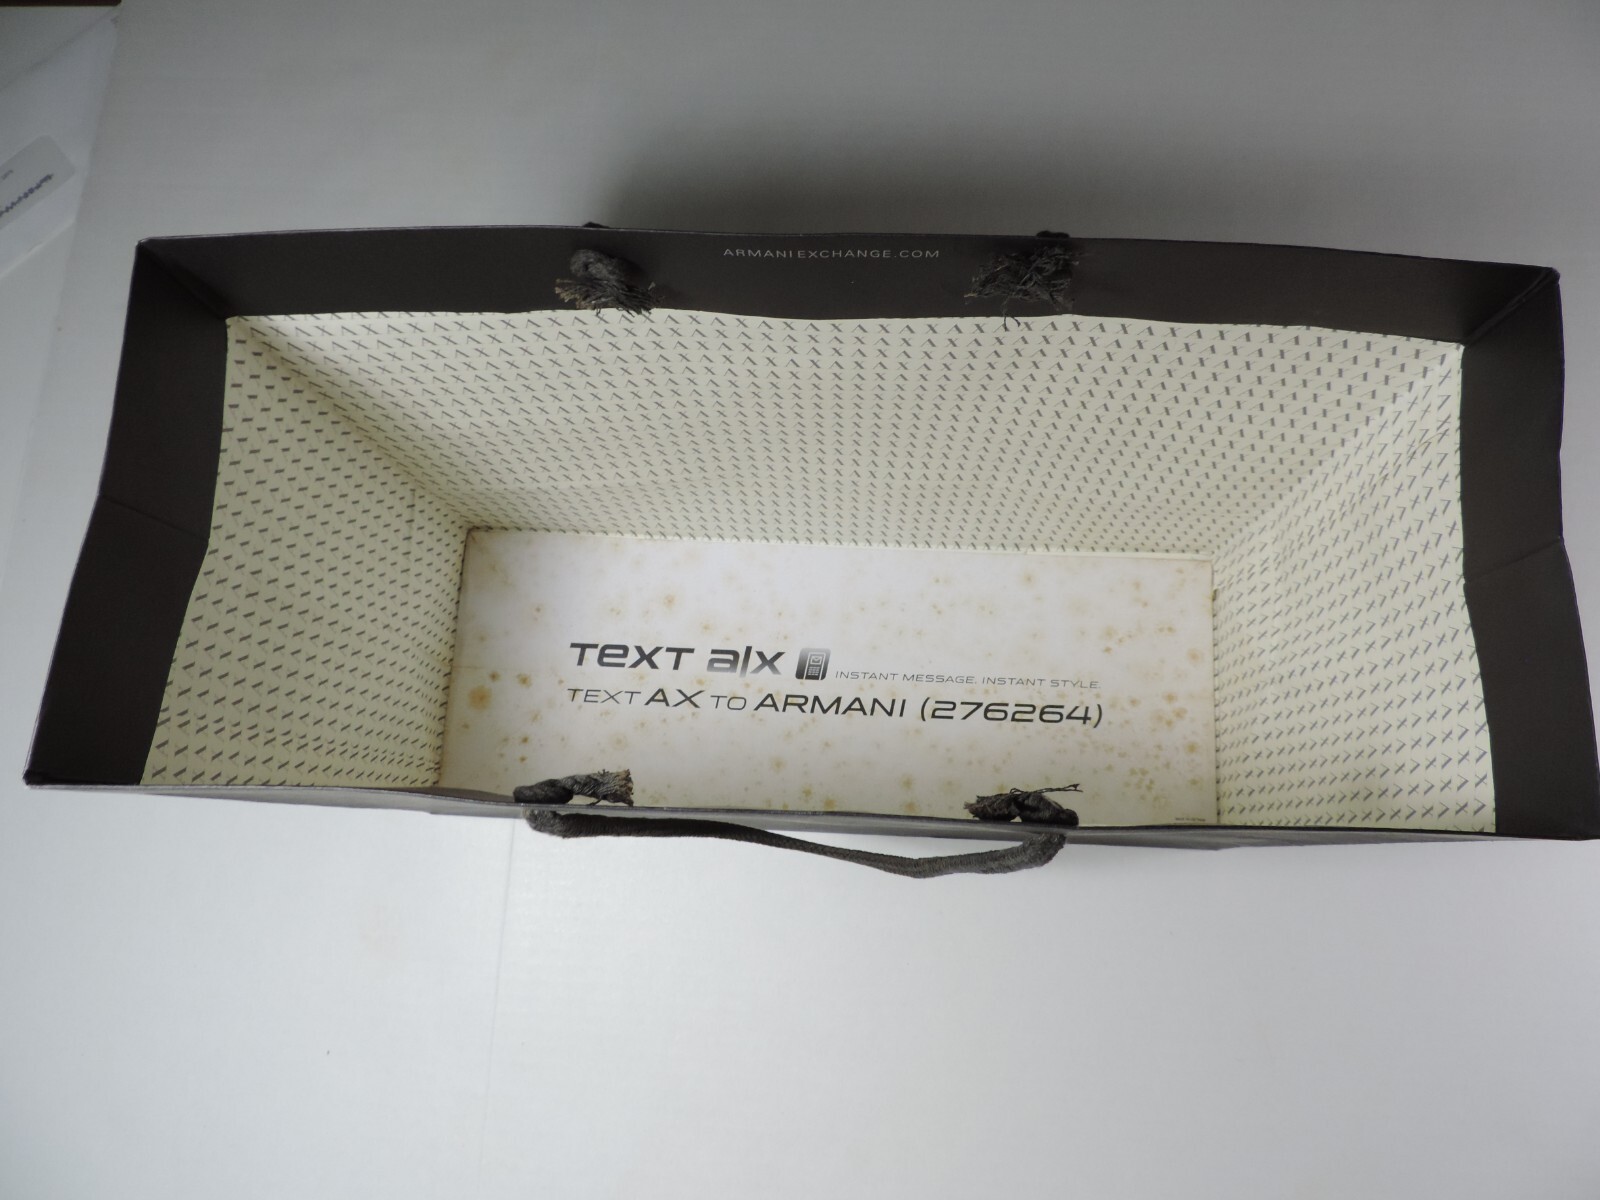 ARMANIEXCHANGE.COM
TEXT A|X
INSTANT MESSAGE. INSTANT STYLE.
TEXT AX TO ARMANI (276264)